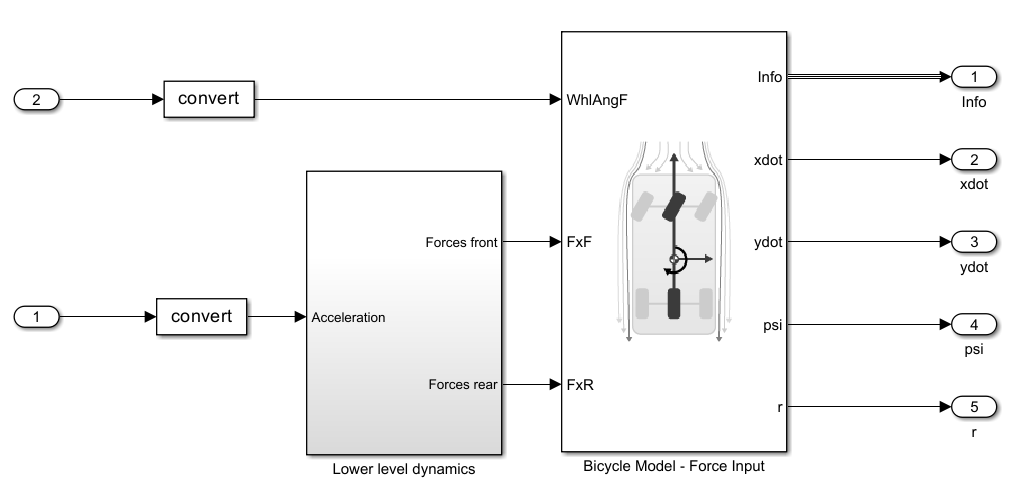 2
convert
WhlAngF
Info
1
Info
xdot
2
xdot
Forces front
FxF
ydot
3
ydot
1
convert
Acceleration
psi
4
psi
Forces rear
FxR
r
5
r
Lower level dynamics
Bicycle Model - Force Input